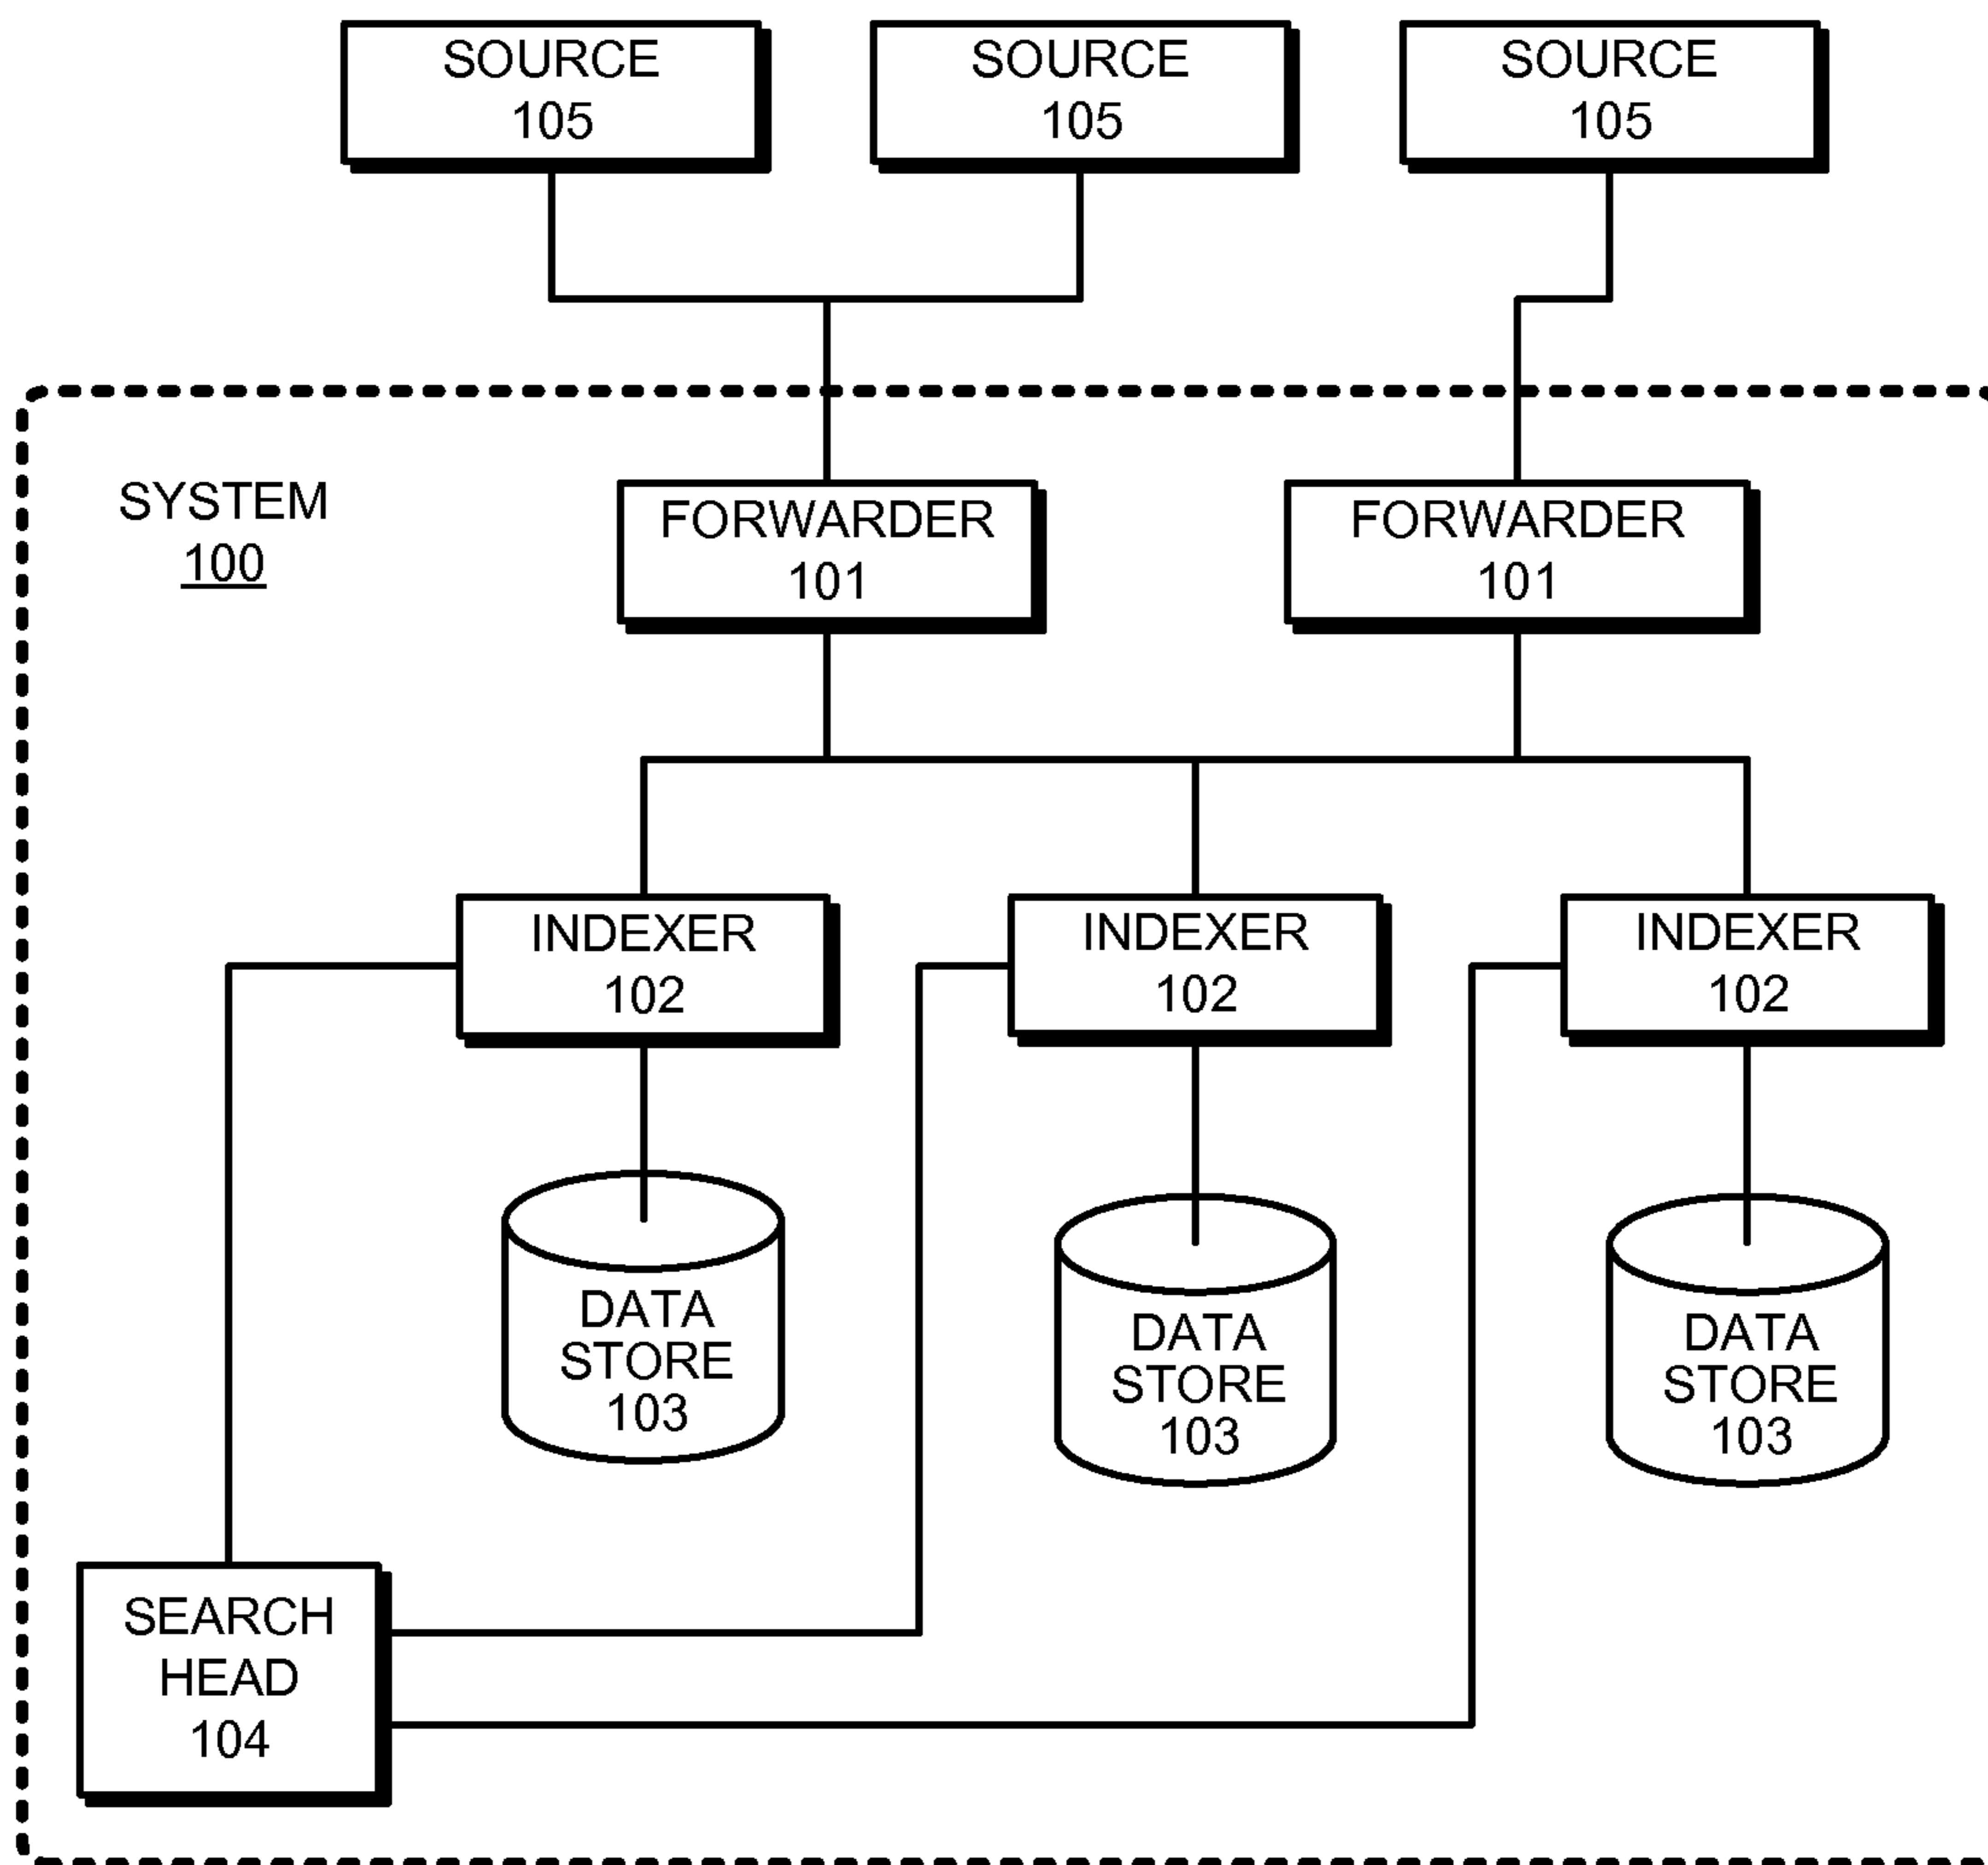 SOURCE
105
SOURCE
105
SOURCE
105
SYSTEM
100
FORWARDER
101
FORWARDER
101
INDEXER
102
INDEXER
102
INDEXER
102
DATA
STORE
103
DATA
STORE
103
DATA
STORE
103
SEARCH
HEAD
104